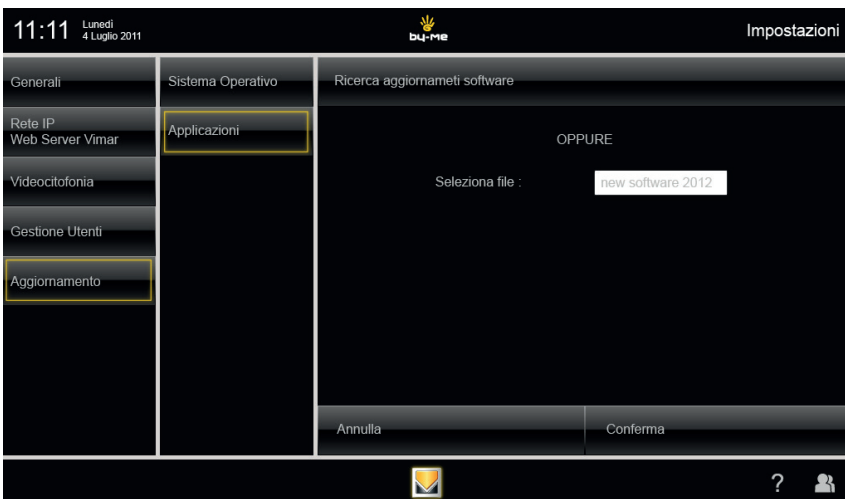 11:11
Lunedì
4 Luglio 2011
by-me
Impostazioni
Generali
Rete IP
Web Server Vimar
Videocitofonia
Gestione Utenti
Aggiornamento
Sistema Operativo
Applicazioni
Ricerca aggiornameti software
OPPURE
Seleziona file :
new software 2012
Annulla
Conferma
?